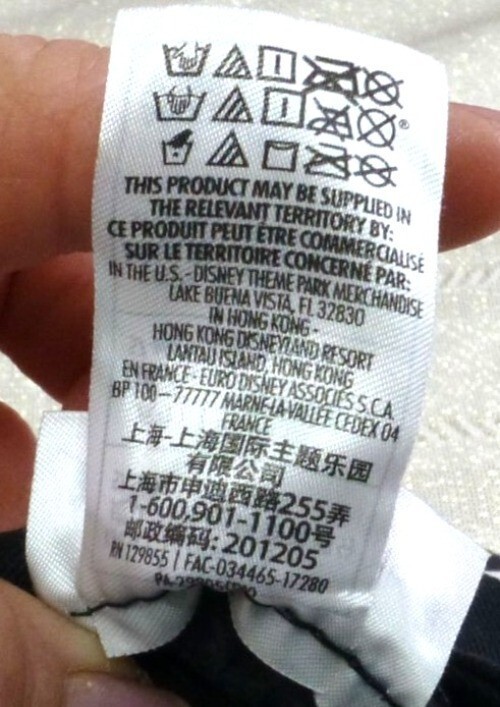 THIS PRODUCT MAY BE SUPPLIED IN
THE RELEVANT TERRITORY BY:
CE PRODUIT PEUT ÊTRE COMMERCIALISÉ
SUR LE TERRITOIRE CONCERNÉ PAR:
IN THE U.S. - DISNEY THEME PARK MERCHANDISE
LAKE BUENA VISTA, FL 32830
IN HONG KONG -
HONG KONG DISNEYLAND RESORT
LANTAU ISLAND, HONG KONG
EN FRANCE - EURO DISNEY ASSOCIÉS S.C.A.
BP 100-77777 MARNE-LA-VALLÉE CEDEX 04
FRANCE
上海-上海国际主题乐园
有限公司
上海市申迪西路255弄
1-600,901-1100号
邮政编码: 201205
RN 129855 | FAC-034465-17280